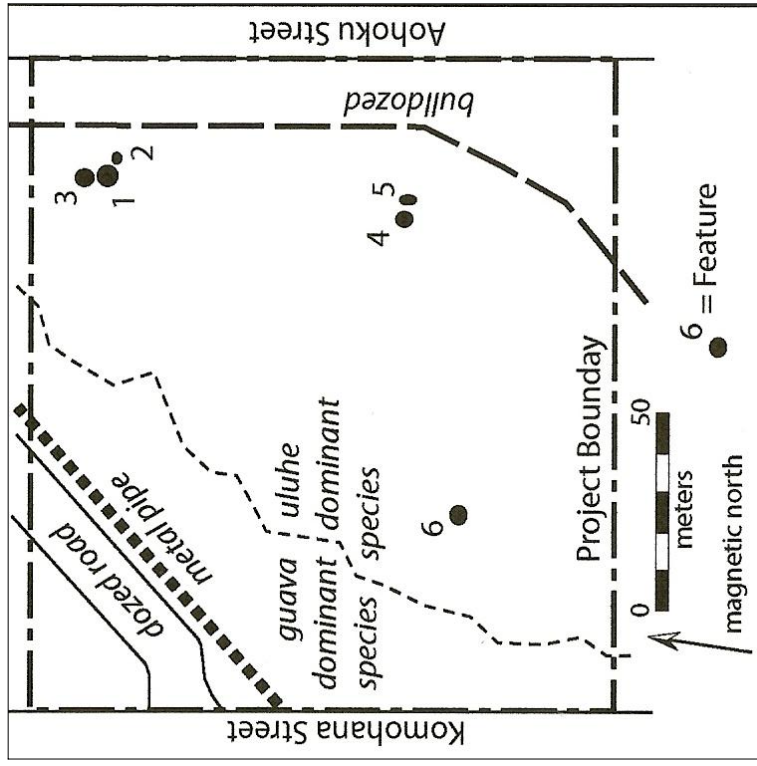 Aohoku Street
bulldozed
3
1
2
4
5
6
metal pipe
dozed road
guava
dominant
species
uluhe
dominant
species
Komohana Street
Project Boundary
0 50
meters
magnetic north
6 = Feature